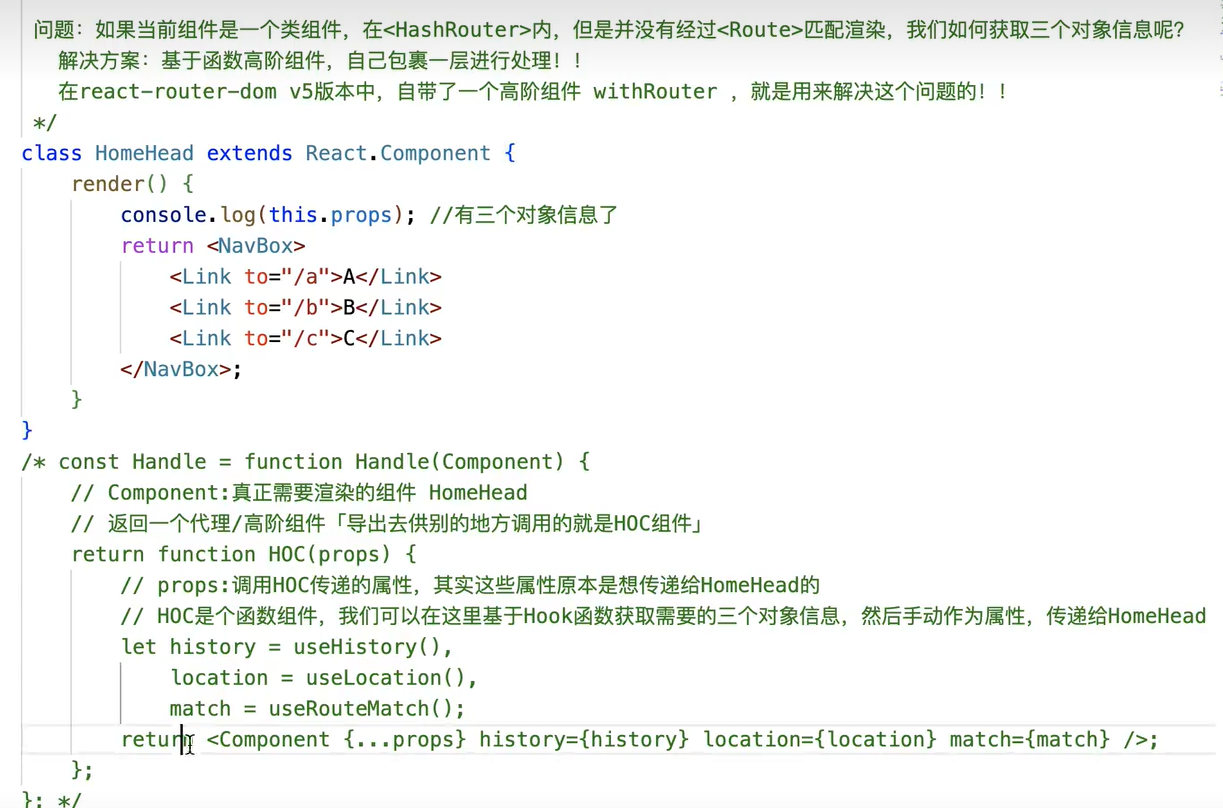 问题：如果当前组件是一个类组件，在<HashRouter>内，但是并没有经过<Route>匹配渲染，我们如何获取三个对象信息呢？
解决方案：基于函数高阶组件，自己包裹一层进行处理！！
在react-router-dom v5版本中，自带了一个高阶组件 withRouter ，就是用来解决这个问题的！！
*/
class HomeHead extends React.Component {
render() {
console.log(this.props); //有三个对象信息了
return <NavBox>
<Link to="/a">A</Link>
<Link to="/b">B</Link>
<Link to="/c">C</Link>
</NavBox>;
}
}
/* const Handle = function Handle(Component) {
// Component:真正需要渲染的组件 HomeHead
// 返回一个代理/高阶组件「导出去供别的地方调用的就是HOC组件」
return function HOC(props) {
// props:调用HOC传递的属性，其实这些属性原本是想传递给HomeHead的
// HOC是个函数组件，我们可以在这里基于Hook函数获取需要的三个对象信息，然后手动作为属性，传递给HomeHead
let history = useHistory(),
location = useLocation(),
match = useRouteMatch();
return <Component {...props} history={history} location={location} match={match} />;
};
}; */